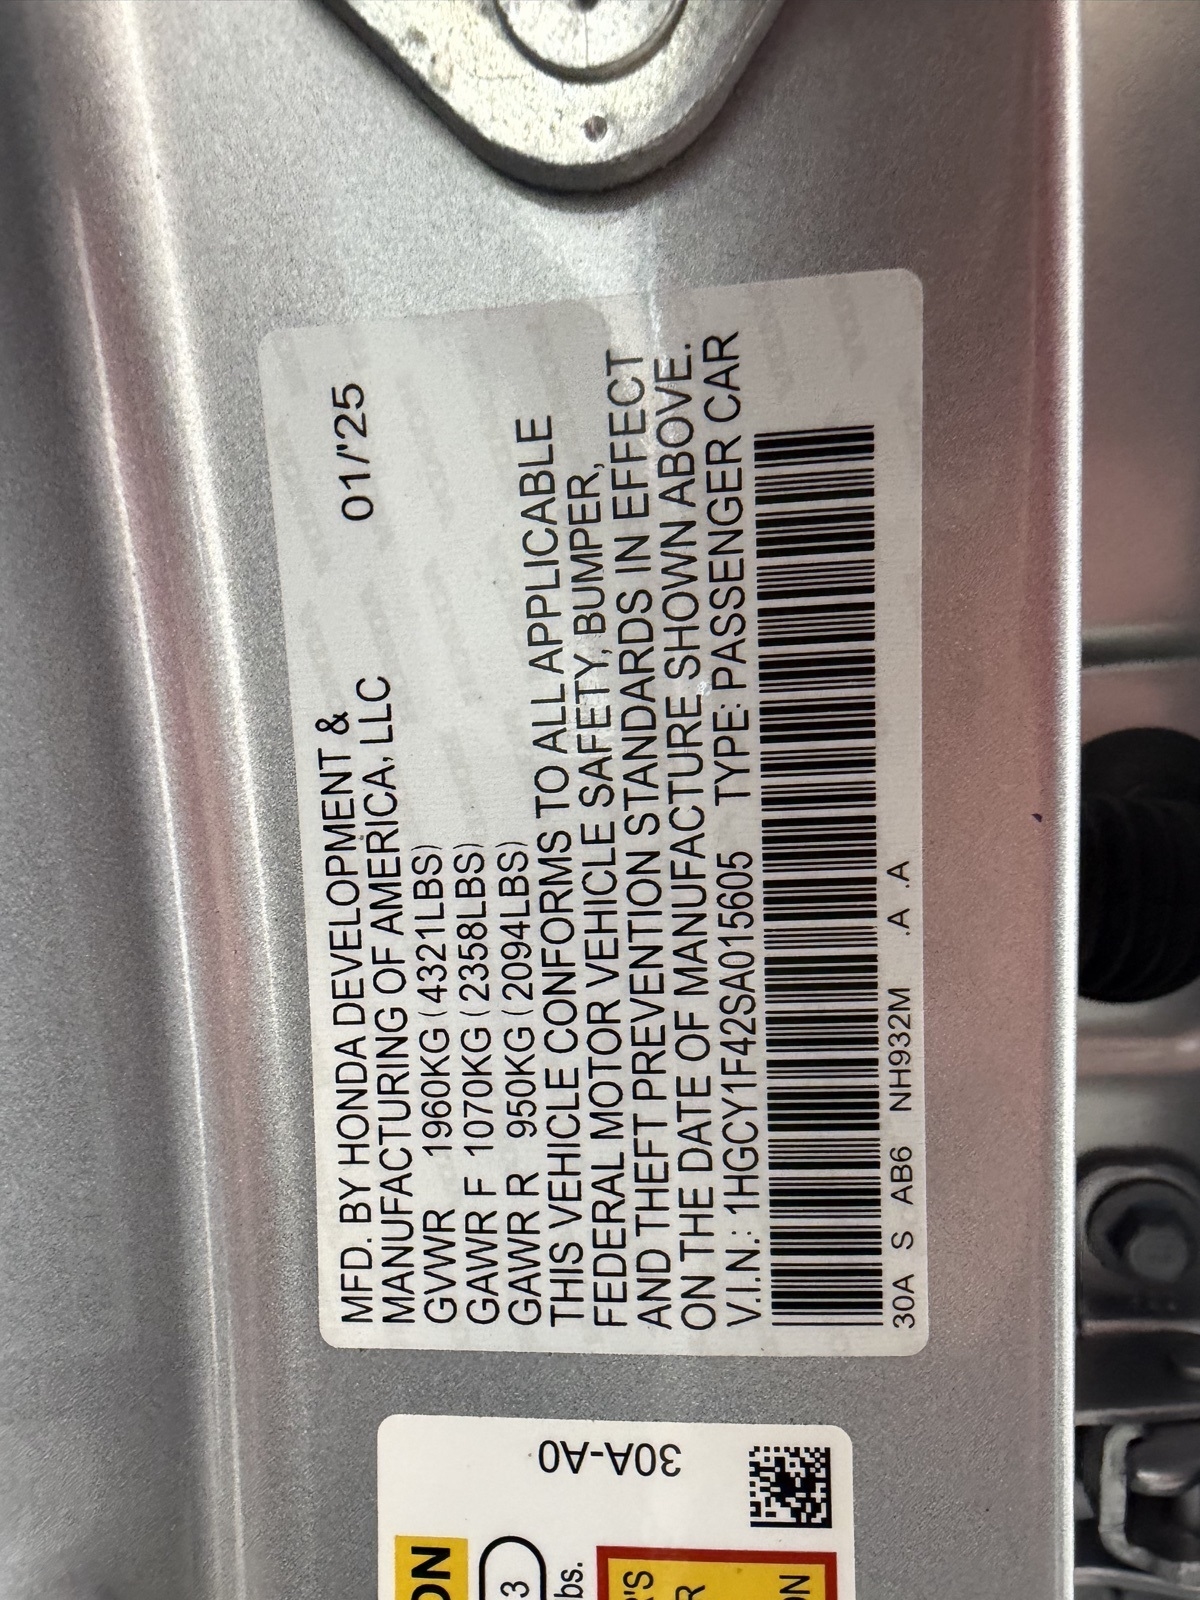 MFD. BY HONDA DEVELOPMENT & 01/'25
MANUFACTURING OF AMERICA, LLC
GVWR 1960KG ( 4321LBS)
GAWR F 1070KG ( 2358LBS)
GAWR R 950KG ( 2094LBS)
THIS VEHICLE CONFORMS TO ALL APPLICABLE
FEDERAL MOTOR VEHICLE SAFETY, BUMPER,
AND THEFT PREVENTION STANDARDS IN EFFECT
ON THE DATE OF MANUFACTURE SHOWN ABOVE.
V.I.N.: 1HGCY1F42SA015605 TYPE: PASSENGER CAR
30A S AB6 NH932M .A .A
30A-A0
3
bs.